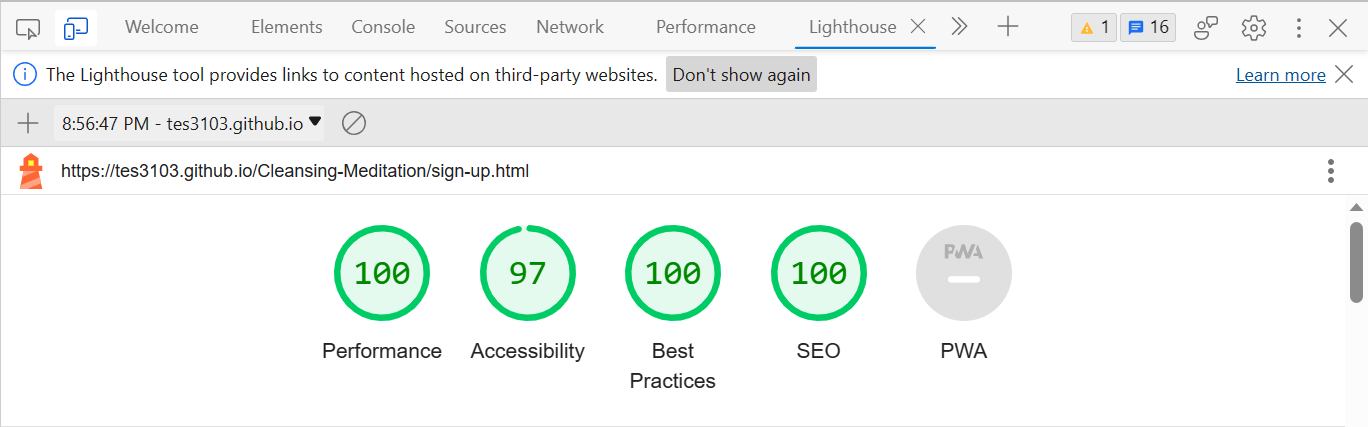 Welcome Elements Console Sources Network Performance Lighthouse 1 16
The Lighthouse tool provides links to content hosted on third-party websites. Don't show again Learn more
8:56:47 PM - tes3103.github.io
https://tes3103.github.io/Cleansing-Meditation/sign-up.html
100 97 100 100 PWA
Performance Accessibility Best SEO PWA
Practices